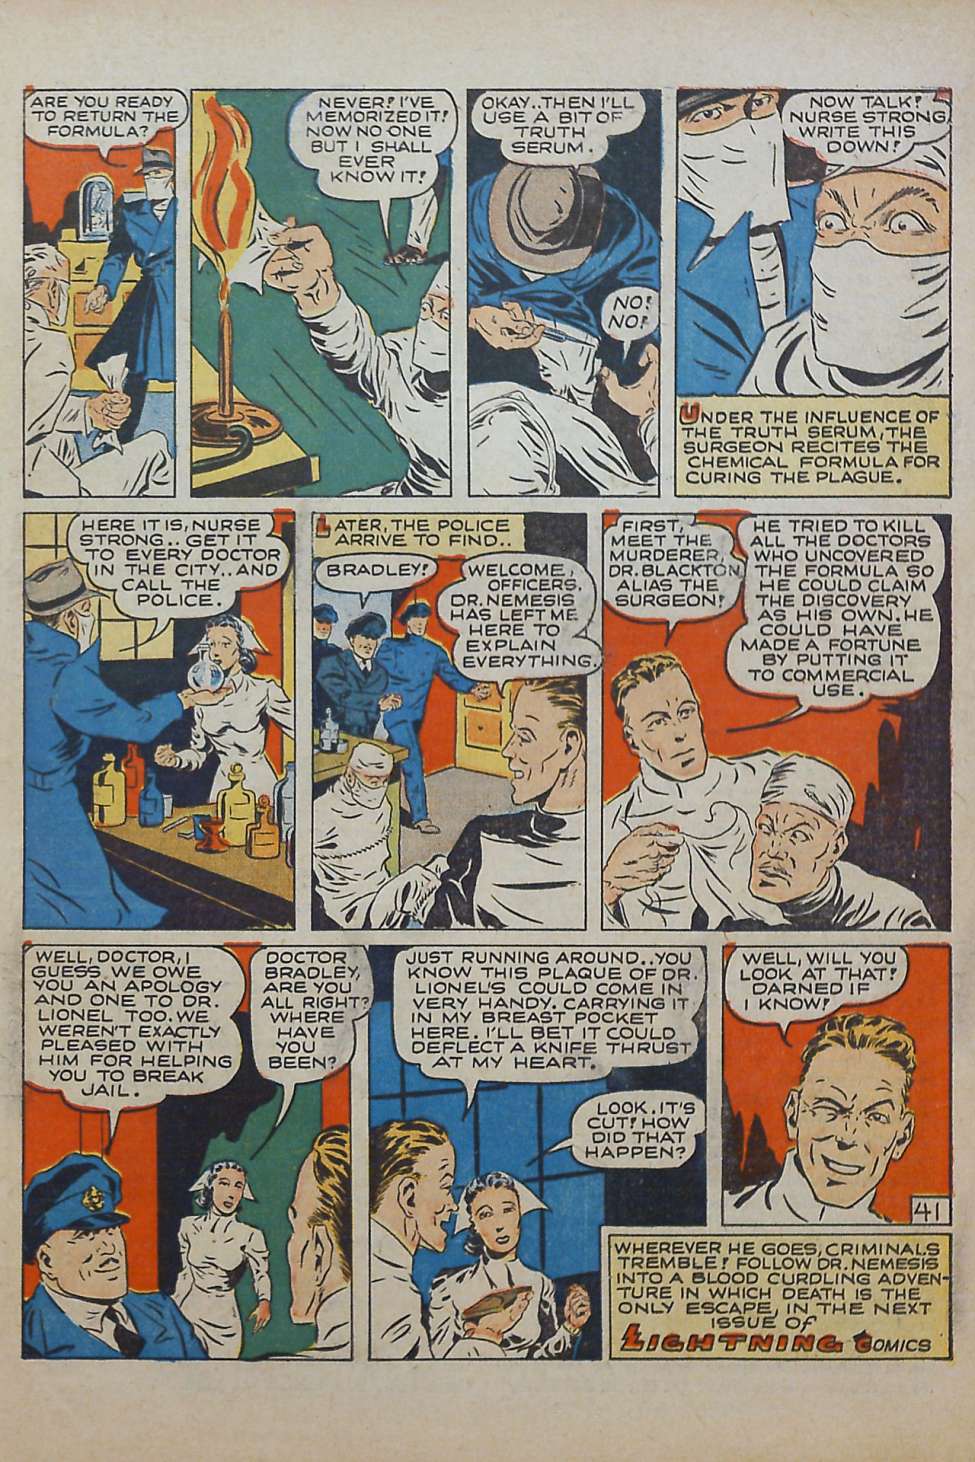 ARE YOU READY
TO RETURN THE
FORMULA?
NEVER! I'VE
MEMORIZED IT!
NOW NO ONE
BUT I SHALL
EVER
KNOW IT!
OKAY..THEN I'LL
USE A BIT OF
TRUTH
SERUM.
NO!
NO!
NOW TALK!
NURSE STRONG,
WRITE THIS
DOWN!
UNDER THE INFLUENCE OF
THE TRUTH SERUM, THE
SURGEON RECITES THE
CHEMICAL FORMULA FOR
CURING THE PLAGUE.
HERE IT IS, NURSE
STRONG.. GET IT
TO EVERY DOCTOR
IN THE CITY..AND
CALL THE
POLICE.
LATER, THE POLICE
ARRIVE TO FIND..
BRADLEY!
WELCOME,
OFFICERS.
DR. NEMESIS
HAS LEFT ME
HERE TO
EXPLAIN
EVERYTHING.
FIRST,
MEET THE
MURDERER,
DR. BLACKTON
ALIAS THE
SURGEON!
HE TRIED TO KILL
ALL THE DOCTORS
WHO UNCOVERED
THE FORMULA SO
HE COULD CLAIM
THE DISCOVERY
AS HIS OWN. HE
COULD HAVE
MADE A FORTUNE
BY PUTTING IT
TO COMMERCIAL
USE.
WELL, DOCTOR, I
GUESS WE OWE
YOU AN APOLOGY
AND ONE TO DR.
LIONEL TOO. WE
WEREN'T EXACTLY
PLEASED WITH
HIM FOR HELPING
YOU TO BREAK
JAIL.
DOCTOR
BRADLEY,
ARE YOU
ALL RIGHT?
WHERE
HAVE
YOU
BEEN?
JUST RUNNING AROUND..YOU
KNOW THIS PLAQUE OF DR.
LIONEL'S COULD COME IN
VERY HANDY. CARRYING IT
IN MY BREAST POCKET
HERE. I'LL BET IT COULD
DEFLECT A KNIFE THRUST
AT MY HEART.
LOOK. IT'S
CUT! HOW
DID THAT
HAPPEN?
WELL, WILL YOU
LOOK AT THAT!
DARNED IF
I KNOW!
41
WHEREVER HE GOES, CRIMINALS
TREMBLE! FOLLOW DR. NEMESIS
INTO A BLOOD CURDLING ADVEN-
TURE IN WHICH DEATH IS THE
ONLY ESCAPE, IN THE NEXT
ISSUE OF
LIGHTNING COMICS